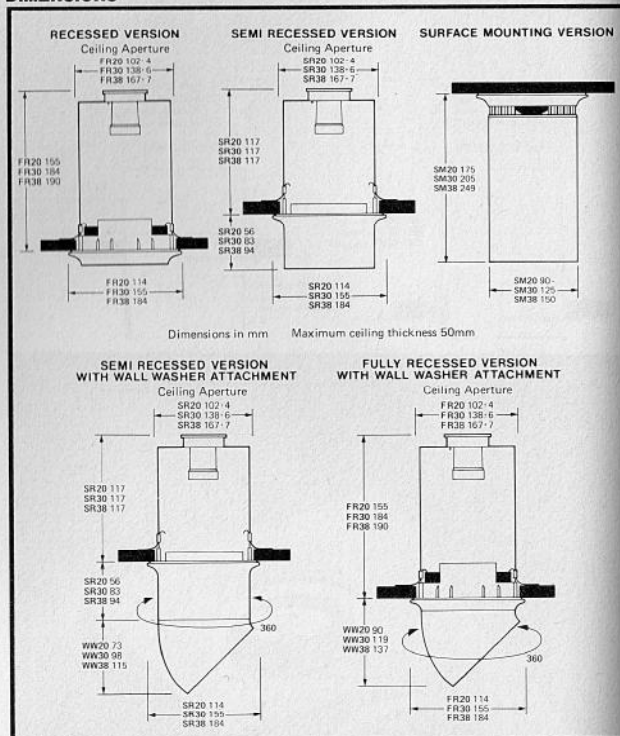 DIMENSIONS
RECESSED VERSION
Ceiling Aperture
FR20 102·4
FR30 138·6
FR38 167·7
FR20 155
FR30 184
FR38 190
FR20 114
FR30 155
FR38 184
SEMI RECESSED VERSION
Ceiling Aperture
SR20 102·4
SR30 138·6
SR38 167·7
SR20 117
SR30 117
SR38 117
SR20 56
SR30 83
SR38 94
SR20 114
SR30 155
SR38 184
SURFACE MOUNTING VERSION
SM20 175
SM30 205
SM38 249
SM20 90
SM30 125
SM38 150
Dimensions in mm Maximum ceiling thickness 50mm
SEMI RECESSED VERSION
WITH WALL WASHER ATTACHMENT
Ceiling Aperture
SR20 102·4
SR30 138·6
SR38 167·7
SR20 117
SR30 117
SR38 117
SR20 56
SR30 83
SR38 94
360
WW20 73
WW30 98
WW38 115
SR20 114
SR30 155
SR38 184
FULLY RECESSED VERSION
WITH WALL WASHER ATTACHMENT
Ceiling Aperture
FR20 102·4
FR30 138·6
FR38 167·7
FR20 155
FR30 184
FR38 190
WW20 90
WW30 119
WW38 137
360
FR20 114
FR30 155
FR38 184